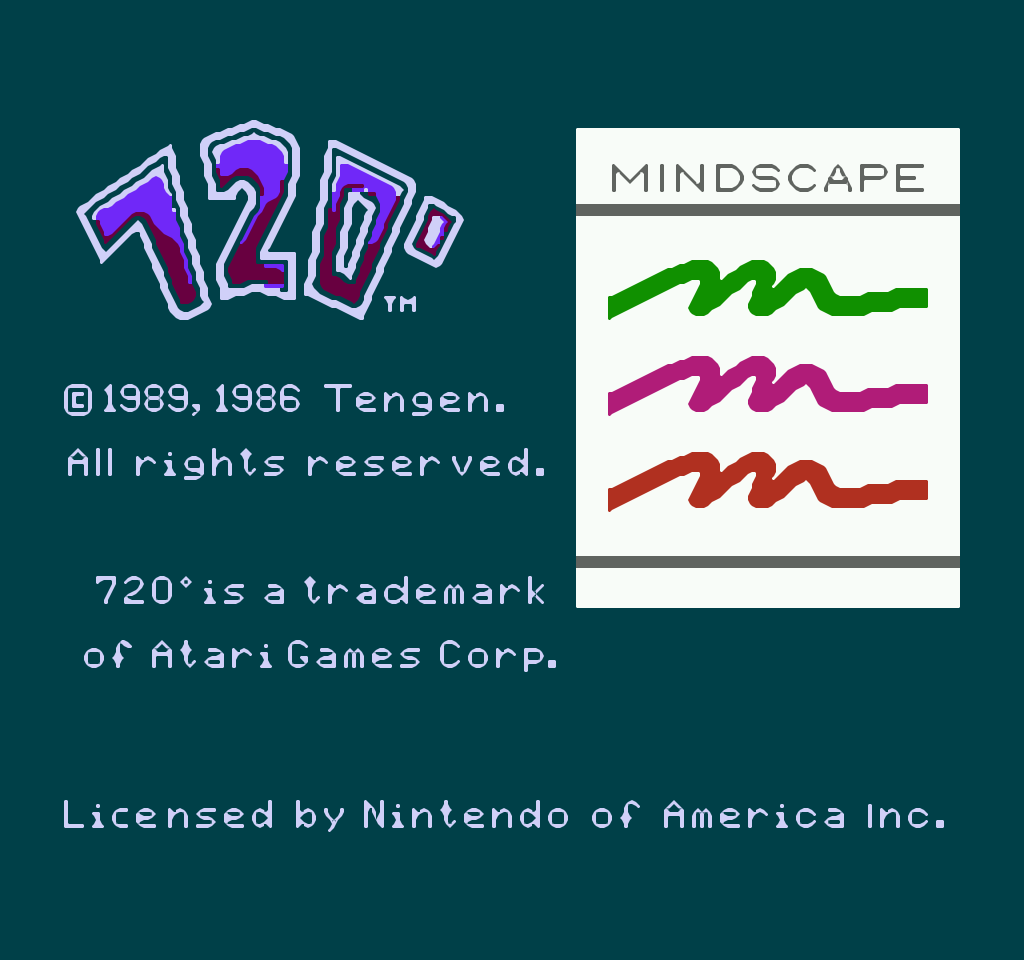 720°
TM
MINDSCAPE
©1989, 1986 Tengen.
All rights reserved.
720° is a trademark
of Atari Games Corp.
Licensed by Nintendo of America Inc.